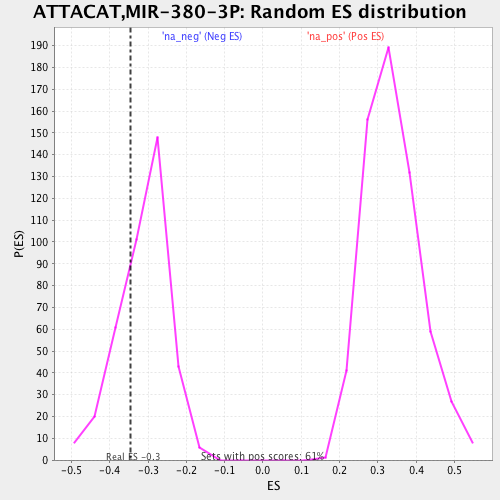 ATTACAT,MIR-380-3P: Random ES distribution
'na_neg' (Neg ES)
'na_pos' (Pos ES)
190
180
170
160
150
140
130
120
110
100
90
80
70
60
50
40
30
20
10
0
P(ES)
Real ES -0.3
Sets with pos scores: 61%
-0.5 -0.4 -0.3 -0.2 -0.1 0.0 0.1 0.2 0.3 0.4 0.5
ES